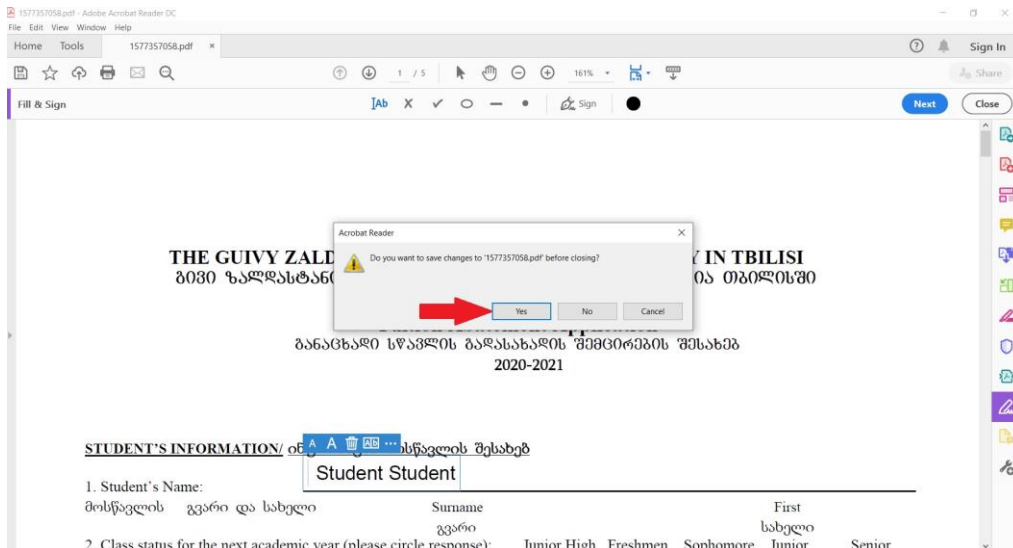 1577357058.pdf - Adobe Acrobat Reader DC
File Edit View Window Help
Home Tools 1577357058.pdf × Sign In
1 / 5 161% Share
Fill & Sign Ab X Sign Next Close
Acrobat Reader
Do you want to save changes to '1577357058.pdf' before closing?
Yes No Cancel
THE GUIVY ZALD Y IN TBILISI
გივი ზალდასტან ია თბილისში
განაცხადი სწავლის გადასახადის შემცირების შესახებ
2020-2021
STUDENT'S INFORMATION/ მოსწავლის შესახებ
A A Ab ...
Student Student
1. Student's Name:
მოსწავლის გვარი და სახელი Surname First
გვარი სახელი
2. Class status for the next academic year (please circle response): Junior High Freshmen Sophomore Junior Senior